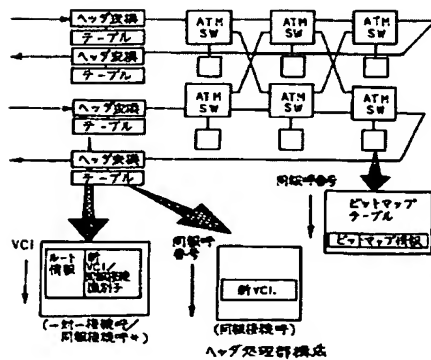 ヘッダ変換
テーブル
ヘッダ変換
テーブル
ヘッダ変換
テーブル
ヘッダ変換
テーブル
ATM
SW
ATM
SW
ATM
SW
ATM
SW
ATM
SW
ATM
SW
同報呼番号
ビットマップ
テーブル
ビットマップ情報
VCI
ルート
情報
新
VCI/
同報接続
識別子
(一対一接続呼/
同報接続呼*)
同報呼
番号
新VCI.
(同報接続呼)
ヘッダ処理部構成